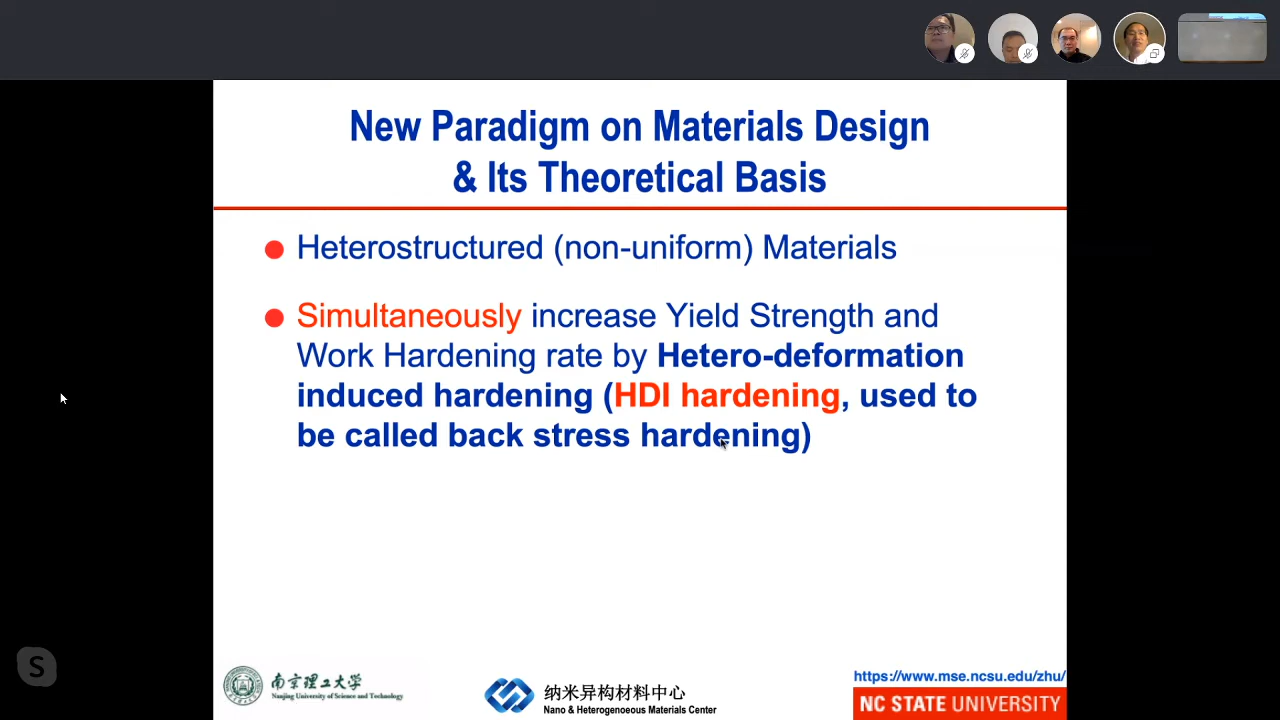 New Paradigm on Materials Design
& Its Theoretical Basis
Heterostructured (non-uniform) Materials
Simultaneously increase Yield Strength and
Work Hardening rate by Hetero-deformation
induced hardening (HDI hardening, used to
be called back stress hardening)
S
南京理工大学
Nanjing University of Science and Technology
纳米异构材料中心
Nano & Heterogenoeous Materials Center
https://www.mse.ncsu.edu/zhu/
NC STATE UNIVERSITY